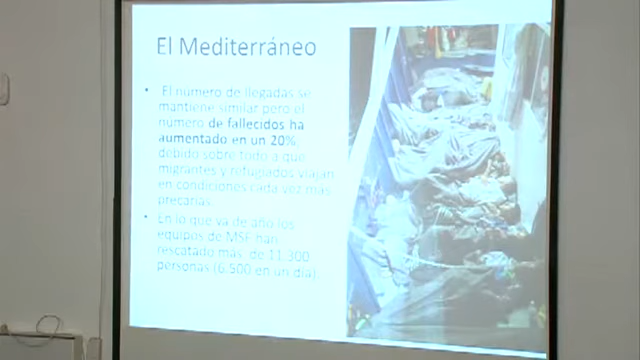 El Mediterráneo
• El número de llegadas se
mantiene similar pero el
número de fallecidos ha
aumentado en un 20%
debido sobre todo a que
migrantes y refugiados viajan
en condiciones cada vez más
precarias.
• En lo que va de año los
equipos de MSF han
rescatado más de 11.300
personas (6.500 en un día)